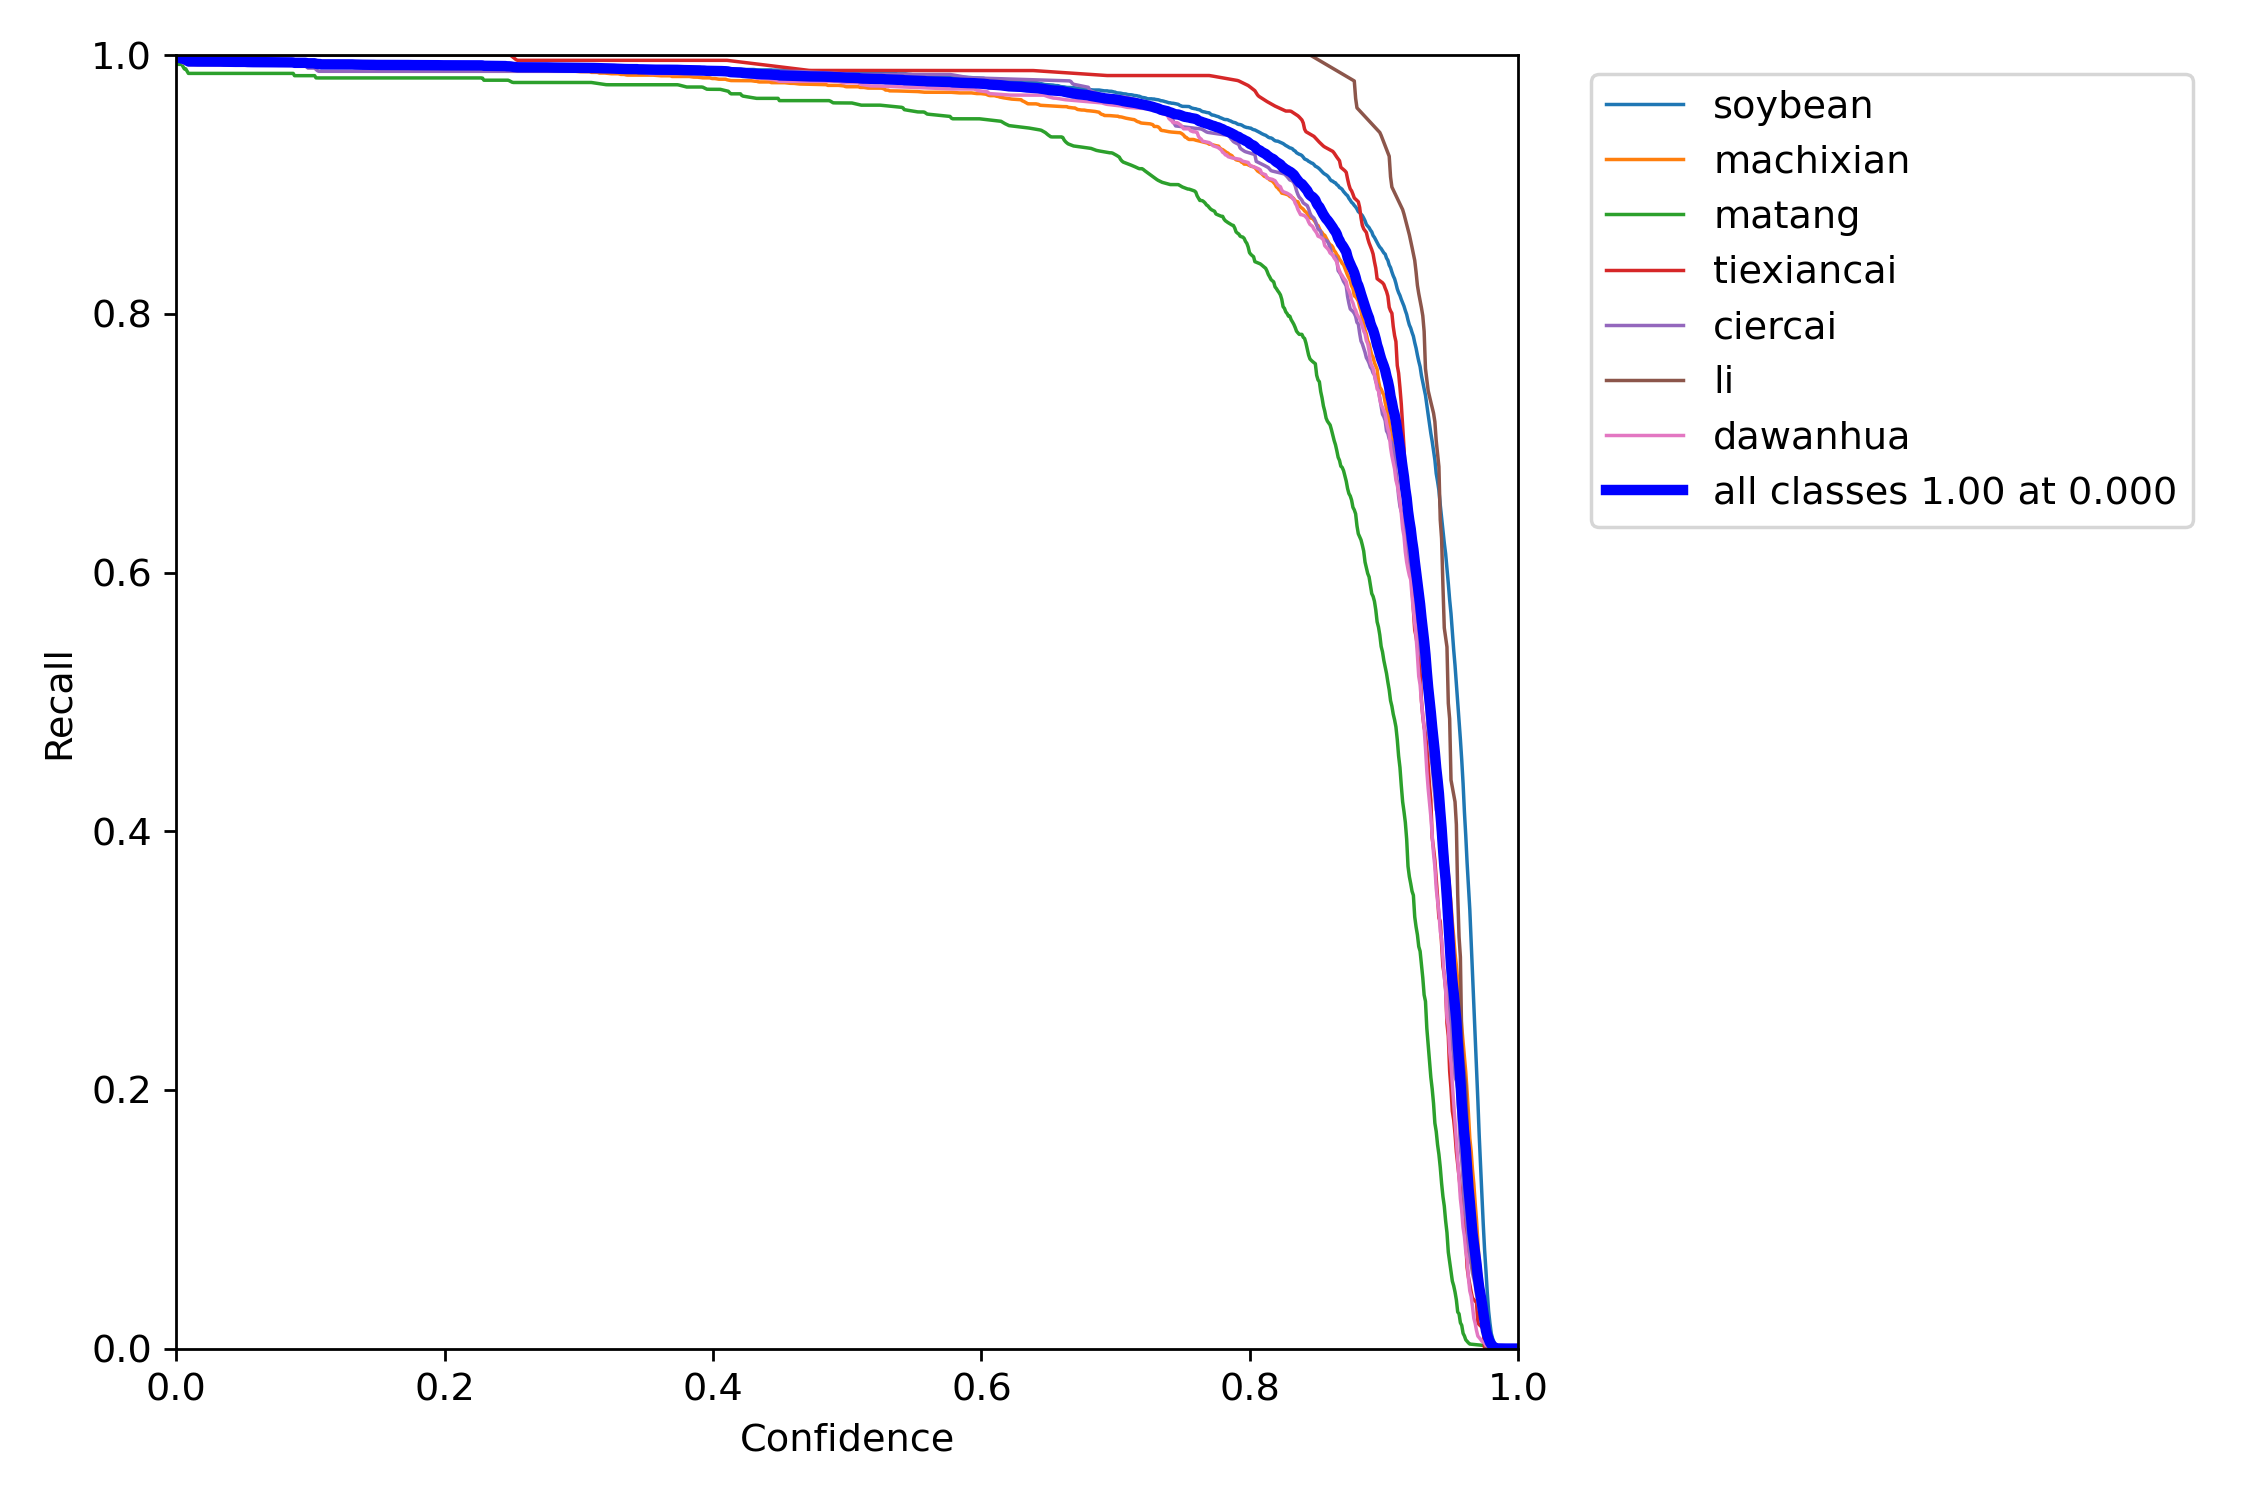 1.0
0.8
0.6
0.4
0.2
0.0
Recall
0.0 0.2 0.4 0.6 0.8 1.0
Confidence
soybean
machixian
matang
tiexiancai
ciercai
li
dawanhua
all classes 1.00 at 0.000